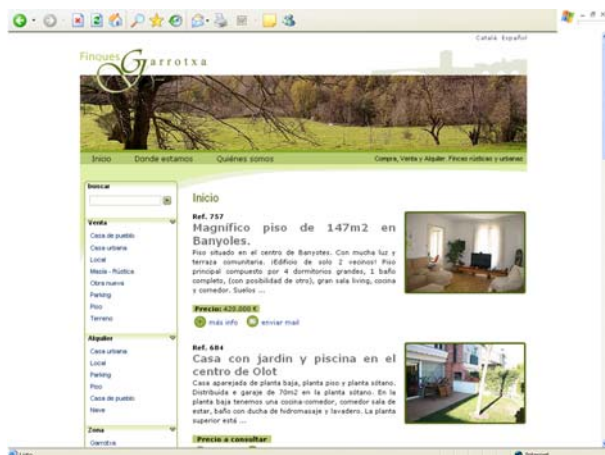 Català Español
Finques Garrotxa
Inicio Donde estamos Quiénes somos
Compra, Venta y Alquiler. Finces rústicas y urbanas
buscar
Venta
Casa de pueblo
Casa urbana
Local
Masía - Rústica
Obra nueva
Parking
Piso
Terreno
Alquiler
Casa urbana
Local
Parking
Piso
Casa de pueblo
Nave
Zona
Garrotxa
Inicio
Ref. 757
Magnífico piso de 147m2 en
Banyoles.
Piso situado en el centro de Banyotes. Con mucha luz y
terraza comunitaria. ¡Edificio de solo 2 vecinos! Piso
principal compuesto por 4 dormitorios grandes, 1 baño
completo, (con posibilidad de otro), gran sala living, cocina
y comedor. Suelos ...
Precio: 420.000 €
más info enviar mail
Ref. 684
Casa con jardin y piscina en el
centro de Olot
Casa aparejada de planta baja, planta piso y planta sótano.
Distribuida e garaje de 70m2 en la planta sótano. En la
planta baja tenemos una cocina-comedor, comedor sala de
estar, baño con ducha de hidromasaje y lavadero. La planta
superior está ...
Precio a consultar
Internet